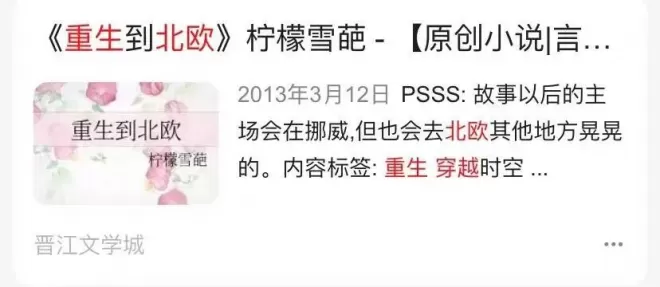 《重生到北欧》柠檬雪葩 - 【原创小说|言...
重生到北欧
柠檬雪葩
2013年3月12日 PSSS: 故事以后的主
场会在挪威,但也会去北欧其他地方晃晃
的。内容标签: 重生 穿越时空 ...
晋江文学城